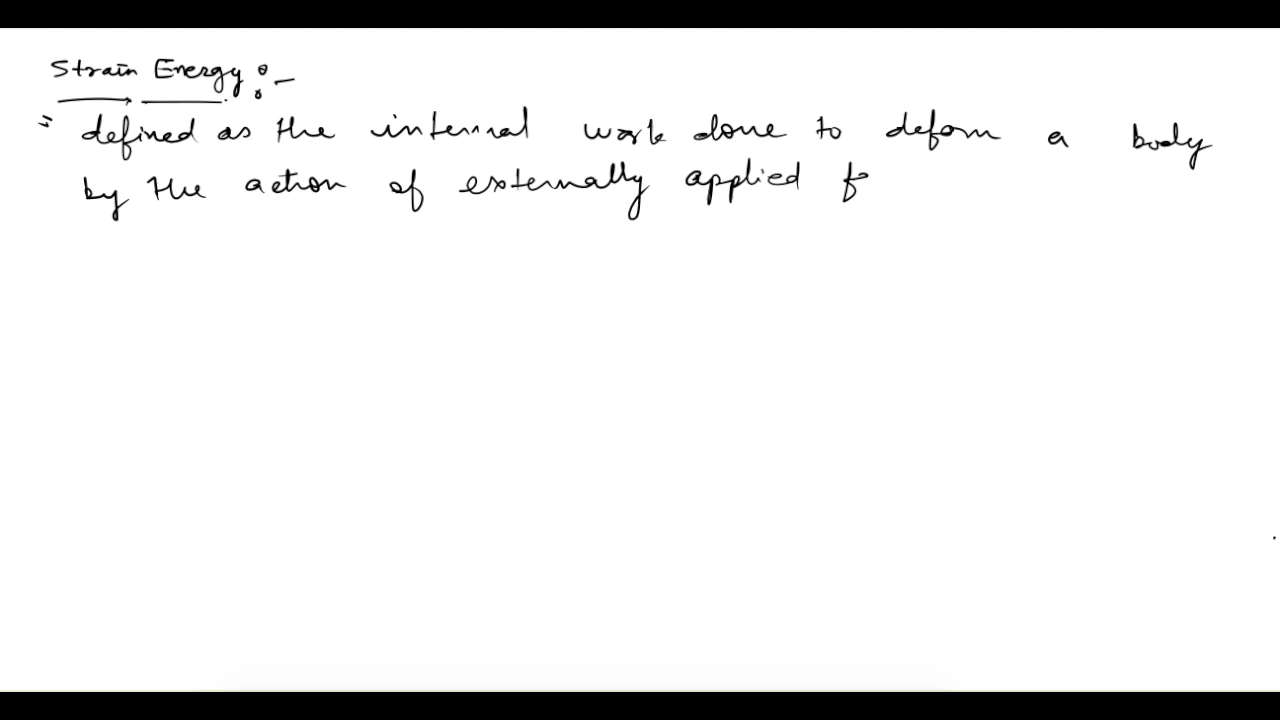 Strain Energy :-
= defined as the internal work done to deform a body
by the action of externally applied f